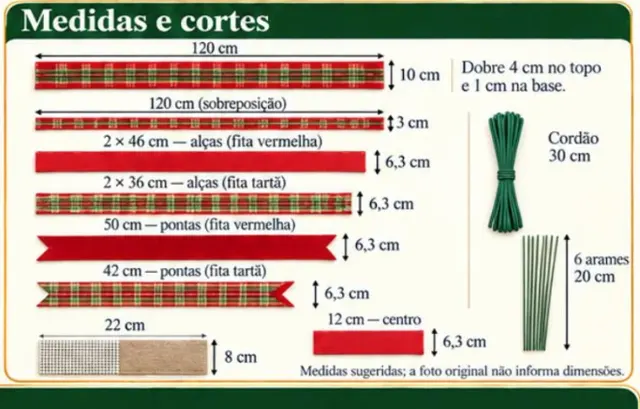 Medidas e cortes
120 cm
10 cm
Dobre 4 cm no topo
e 1 cm na base.
120 cm (sobreposição)
3 cm
2 × 46 cm — alças (fita vermelha)
6,3 cm
2 × 36 cm — alças (fita tartã)
6,3 cm
50 cm — pontas (fita vermelha)
6,3 cm
42 cm — pontas (fita tartã)
6,3 cm
22 cm
8 cm
12 cm — centro
6,3 cm
Cordão
30 cm
6 arames
20 cm
Medidas sugeridas; a foto original não informa dimensões.